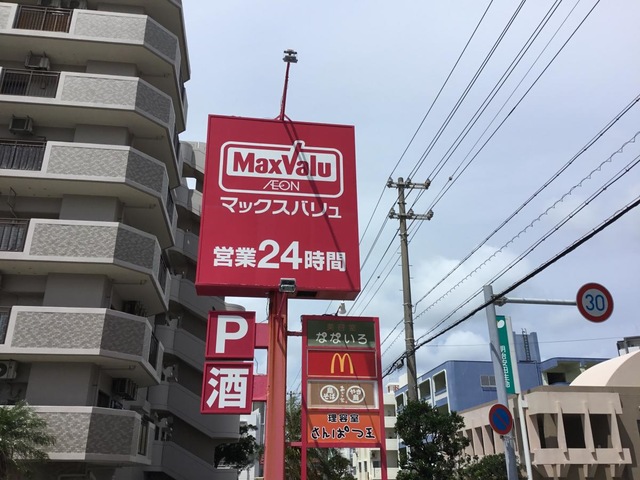 MaxValu
ÆON
マックスバリュ
営業24時間
P
酒
なないろ
M
理容室
さんぱつ王
30